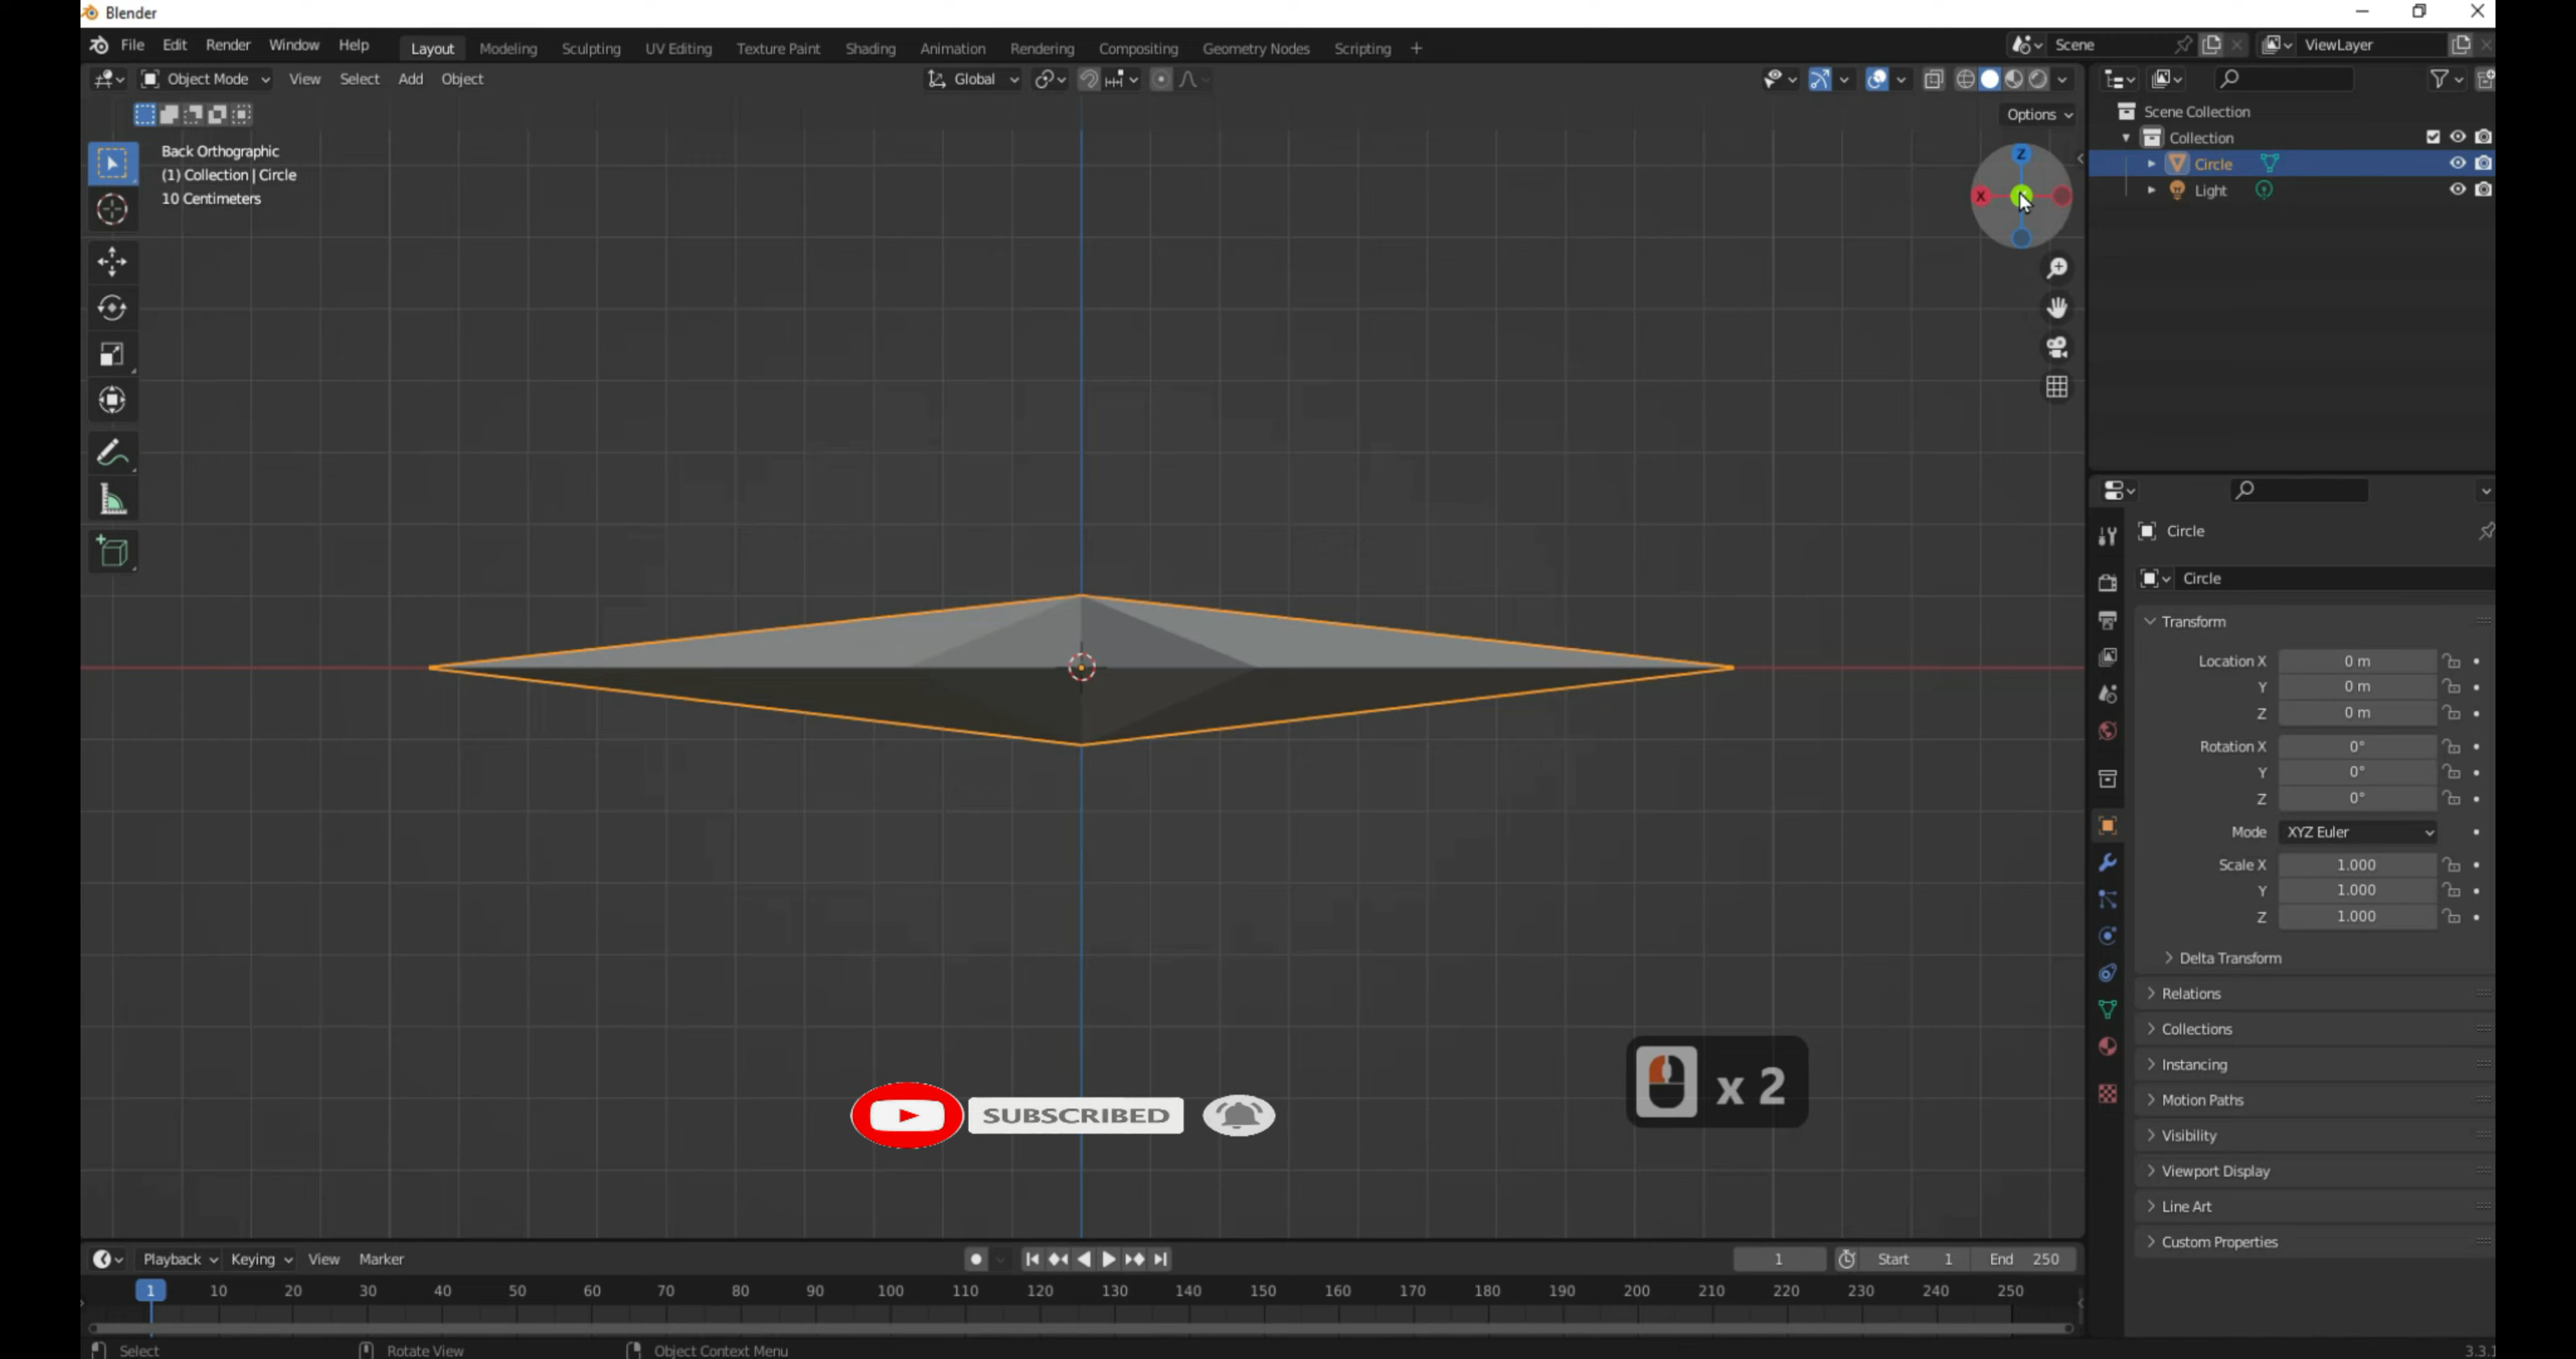 Blender
File Edit Render Window Help Layout Modeling Sculpting UV Editing Texture Paint Shading Animation Rendering Compositing Geometry Nodes Scripting + Scene ViewLayer
Object Mode View Select Add Object Global
Options
Back Orthographic
(1) Collection | Circle
10 Centimeters
Z
X
Scene Collection
Collection
Circle
Light
Circle
Circle
Transform
Location X 0 m
Y 0 m
Z 0 m
Rotation X 0°
Y 0°
Z 0°
Mode XYZ Euler
Scale X 1.000
Y 1.000
Z 1.000
Delta Transform
Relations
Collections
Instancing
Motion Paths
Visibility
Viewport Display
Line Art
Custom Properties
SUBSCRIBED
x 2
Playback Keying View Marker 1 Start 1 End 250
1 10 20 30 40 50 60 70 80 90 100 110 120 130 140 150 160 170 180 190 200 210 220 230 240 250
Select Rotate View Object Context Menu 3.3.1